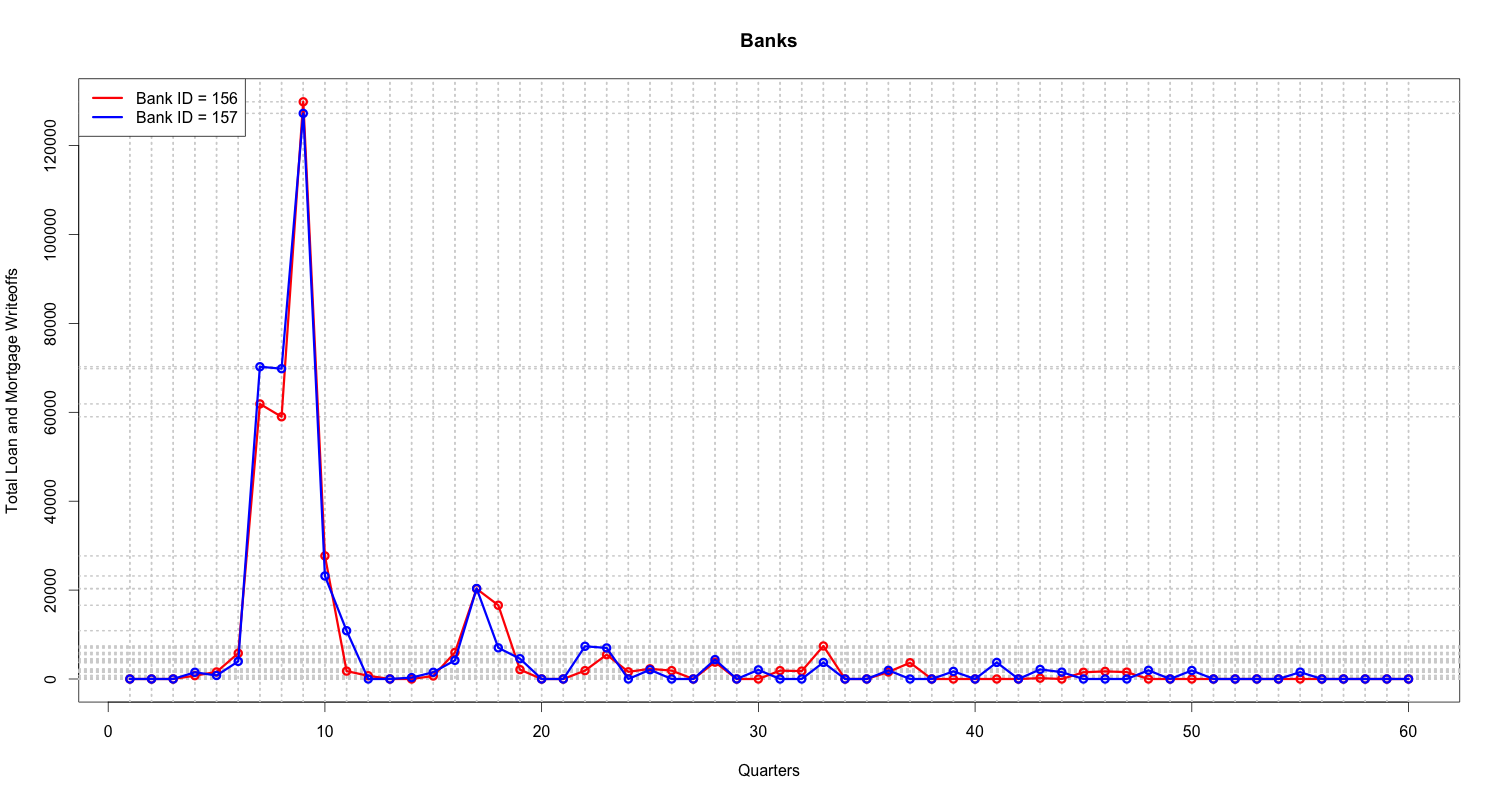 Banks
Bank ID = 156
Bank ID = 157
Total Loan and Mortgage Writeoffs
120000
100000
80000
60000
40000
20000
0
0 10 20 30 40 50 60
Quarters